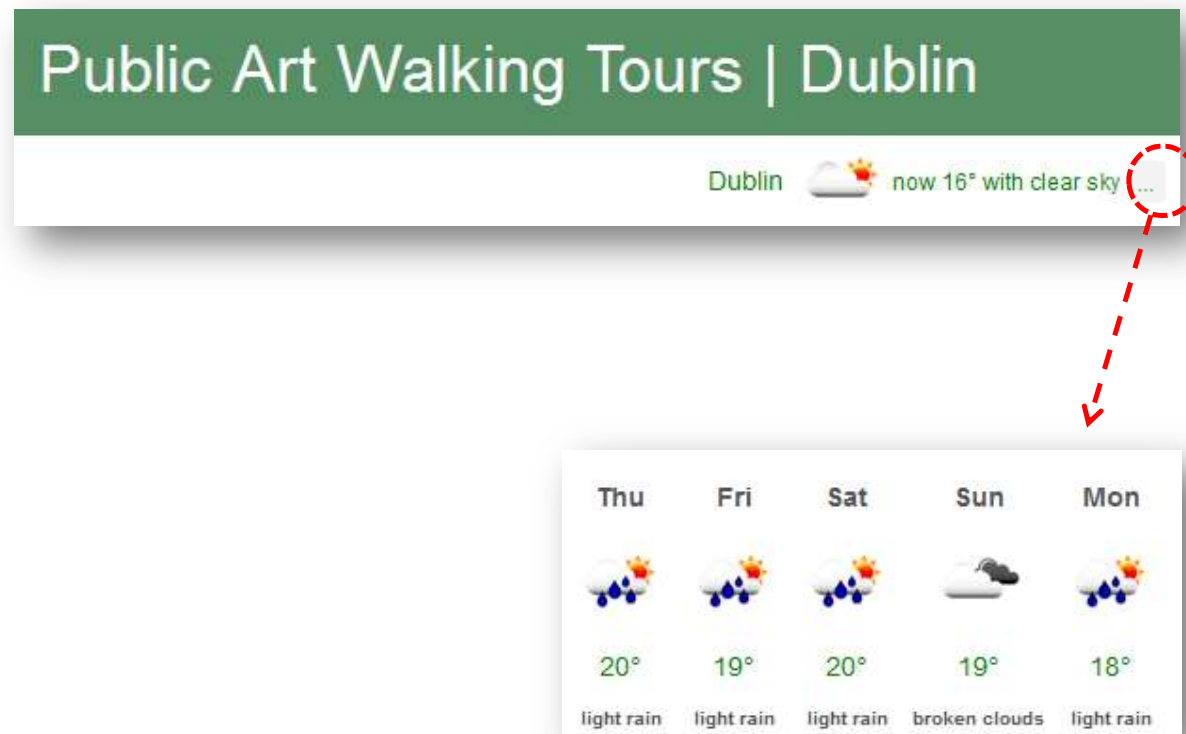 Public Art Walking Tours | Dublin
Dublin now 16° with clear sky ...
Thu Fri Sat Sun Mon
20° 19° 20° 19° 18°
light rain light rain light rain broken clouds light rain